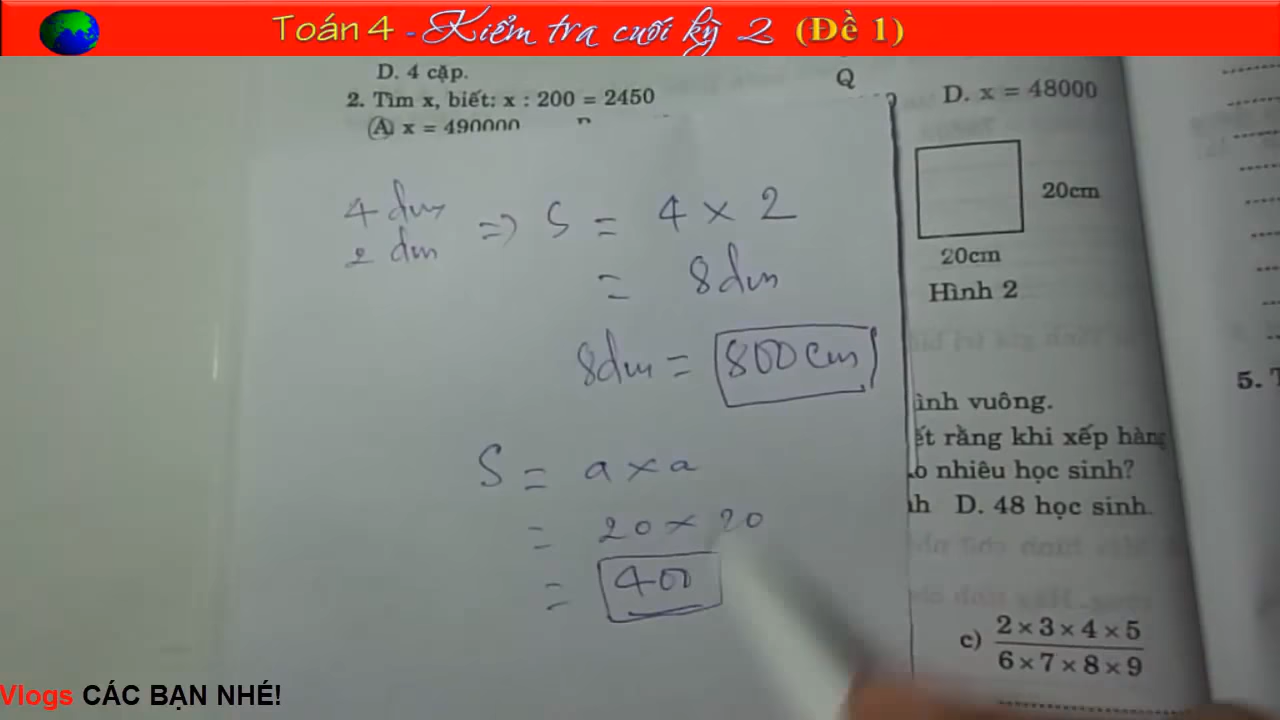 Toán 4 - Kiểm tra cuối kỳ 2 (Đề 1)
D. 4 cặp.
Q
2. Tìm x, biết: x : 200 = 2450
D. x = 48000
A x = 490000
20cm
20cm
Hình 2
4 dm
2 dm
=> S = 4 × 2
= 8dm
8dm = 800cm
S = a × a
= 20 × 20
= 400
ình vuông.
ết rằng khi xếp hàng
o nhiêu học sinh?
nh D. 48 học sinh.
5.
c) 2×3×4×5
6×7×8×9
Vlogs CÁC BẠN NHÉ!